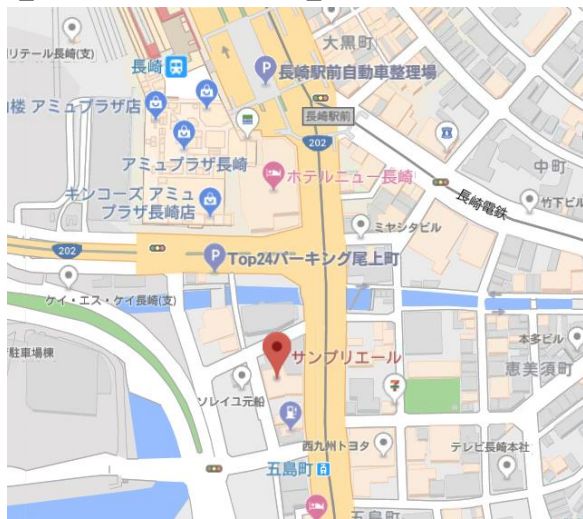 大黒町
リテール長崎(支)
長崎
長崎駅前自動車整理場
楼 アミュプラザ店
長崎駅前
202
アミュプラザ長崎
中町
ホテルニュー長崎
長崎電鉄
キンコーズ アミュ
プラザ長崎店
竹下ビル
ミヤシタビル
202
Top24パーキング尾上町
ケイ・エス・ケイ長崎(支)
本多ビル
サンプリエール
駐車場棟
恵美須町
ソレイユ元船
西九州トヨタ
テレビ長崎本社
五島町
五島町